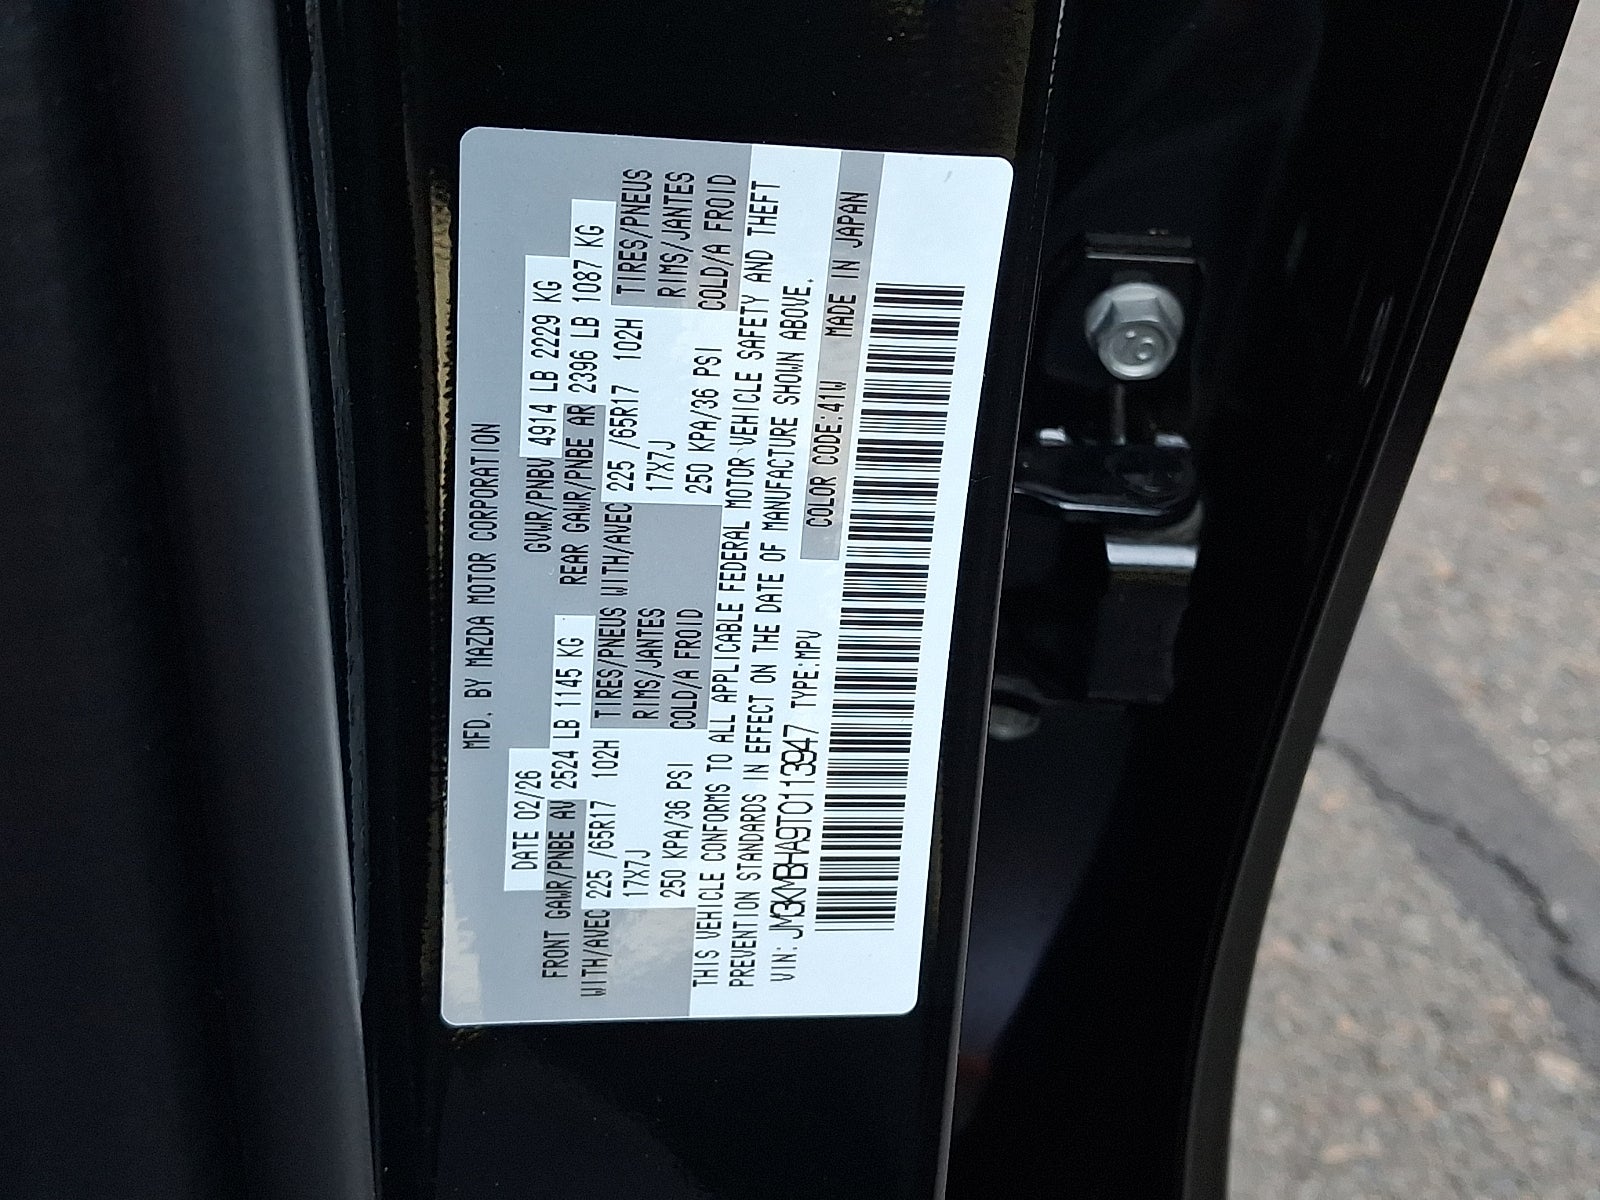 MFD. BY MAZDA MOTOR CORPORATION
DATE 02/26 GVWR/PNBV 4914 LB 2229 KG
FRONT GAWR/PNBE AV 2524 LB 1145 KG REAR GAWR/PNBE AR 2396 LB 1087 KG
WITH/AVEC 225 /65R17 102H TIRES/PNEUS WITH/AVEC 225 /65R17 102H TIRES/PNEUS
17X7J RIMS/JANTES 17X7J RIMS/JANTES
250 KPA/36 PSI COLD/A FROID 250 KPA/36 PSI COLD/A FROID
THIS VEHICLE CONFORMS TO ALL APPLICABLE FEDERAL MOTOR VEHICLE SAFETY AND THEFT
PREVENTION STANDARDS IN EFFECT ON THE DATE OF MANUFACTURE SHOWN ABOVE.
VIN: JM3KMBHA9T0113947 TYPE:MPV COLOR CODE:41W MADE IN JAPAN